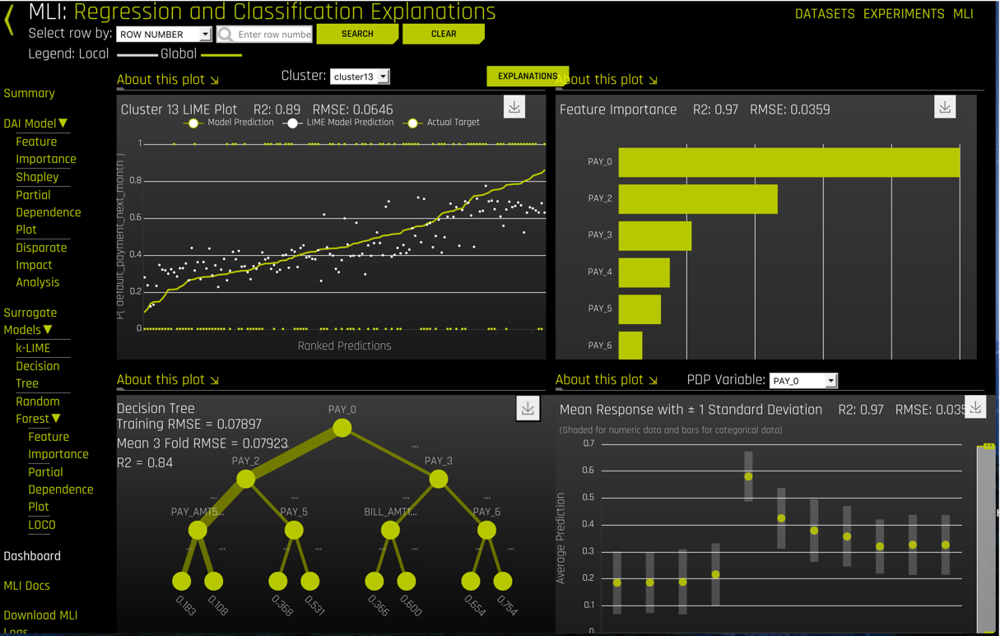 MLI: Regression and Classification Explanations
DATASETS EXPERIMENTS MLI
Select row by: ROW NUMBER Enter row numbe SEARCH CLEAR
Legend: Local Global
Summary
DAI Model▼
Feature
Importance
Shapley
Partial
Dependence
Plot
Disparate
Impact
Analysis
Surrogate
Models▼
k-LIME
Decision
Tree
Random
Forest▼
Feature
Importance
Partial
Dependence
Plot
LOCO
Dashboard
MLI Docs
Download MLI
Logs
About this plot
Cluster: cluster13
EXPLANATIONS
Cluster 13 LIME Plot R2: 0.89 RMSE: 0.0646
Model Prediction LIME Model Prediction Actual Target
P( default_payment_next_month )
1
0.8
0.6
0.4
0.2
0
Ranked Predictions
About this plot
Feature Importance R2: 0.97 RMSE: 0.0359
PAY_0
PAY_2
PAY_3
PAY_4
PAY_5
PAY_6
About this plot
Decision Tree
Training RMSE = 0.07897
Mean 3 Fold RMSE = 0.07923
R2 = 0.84
PAY_0
...
PAY_2 PAY_3
... ... ...
PAY_AMT5... PAY_5 BILL_AMT1... PAY_6
... ... ... ... ... ... ...
0.183 0.108 0.368 0.531 0.366 0.600 0.654 0.754
About this plot PDP Variable: PAY_0
Mean Response with ± 1 Standard Deviation R2: 0.97 RMSE: 0.035
(Shaded for numeric data and bars for categorical data)
Average Prediction
0.7
0.6
0.5
0.4
0.3
0.2
0.1
0